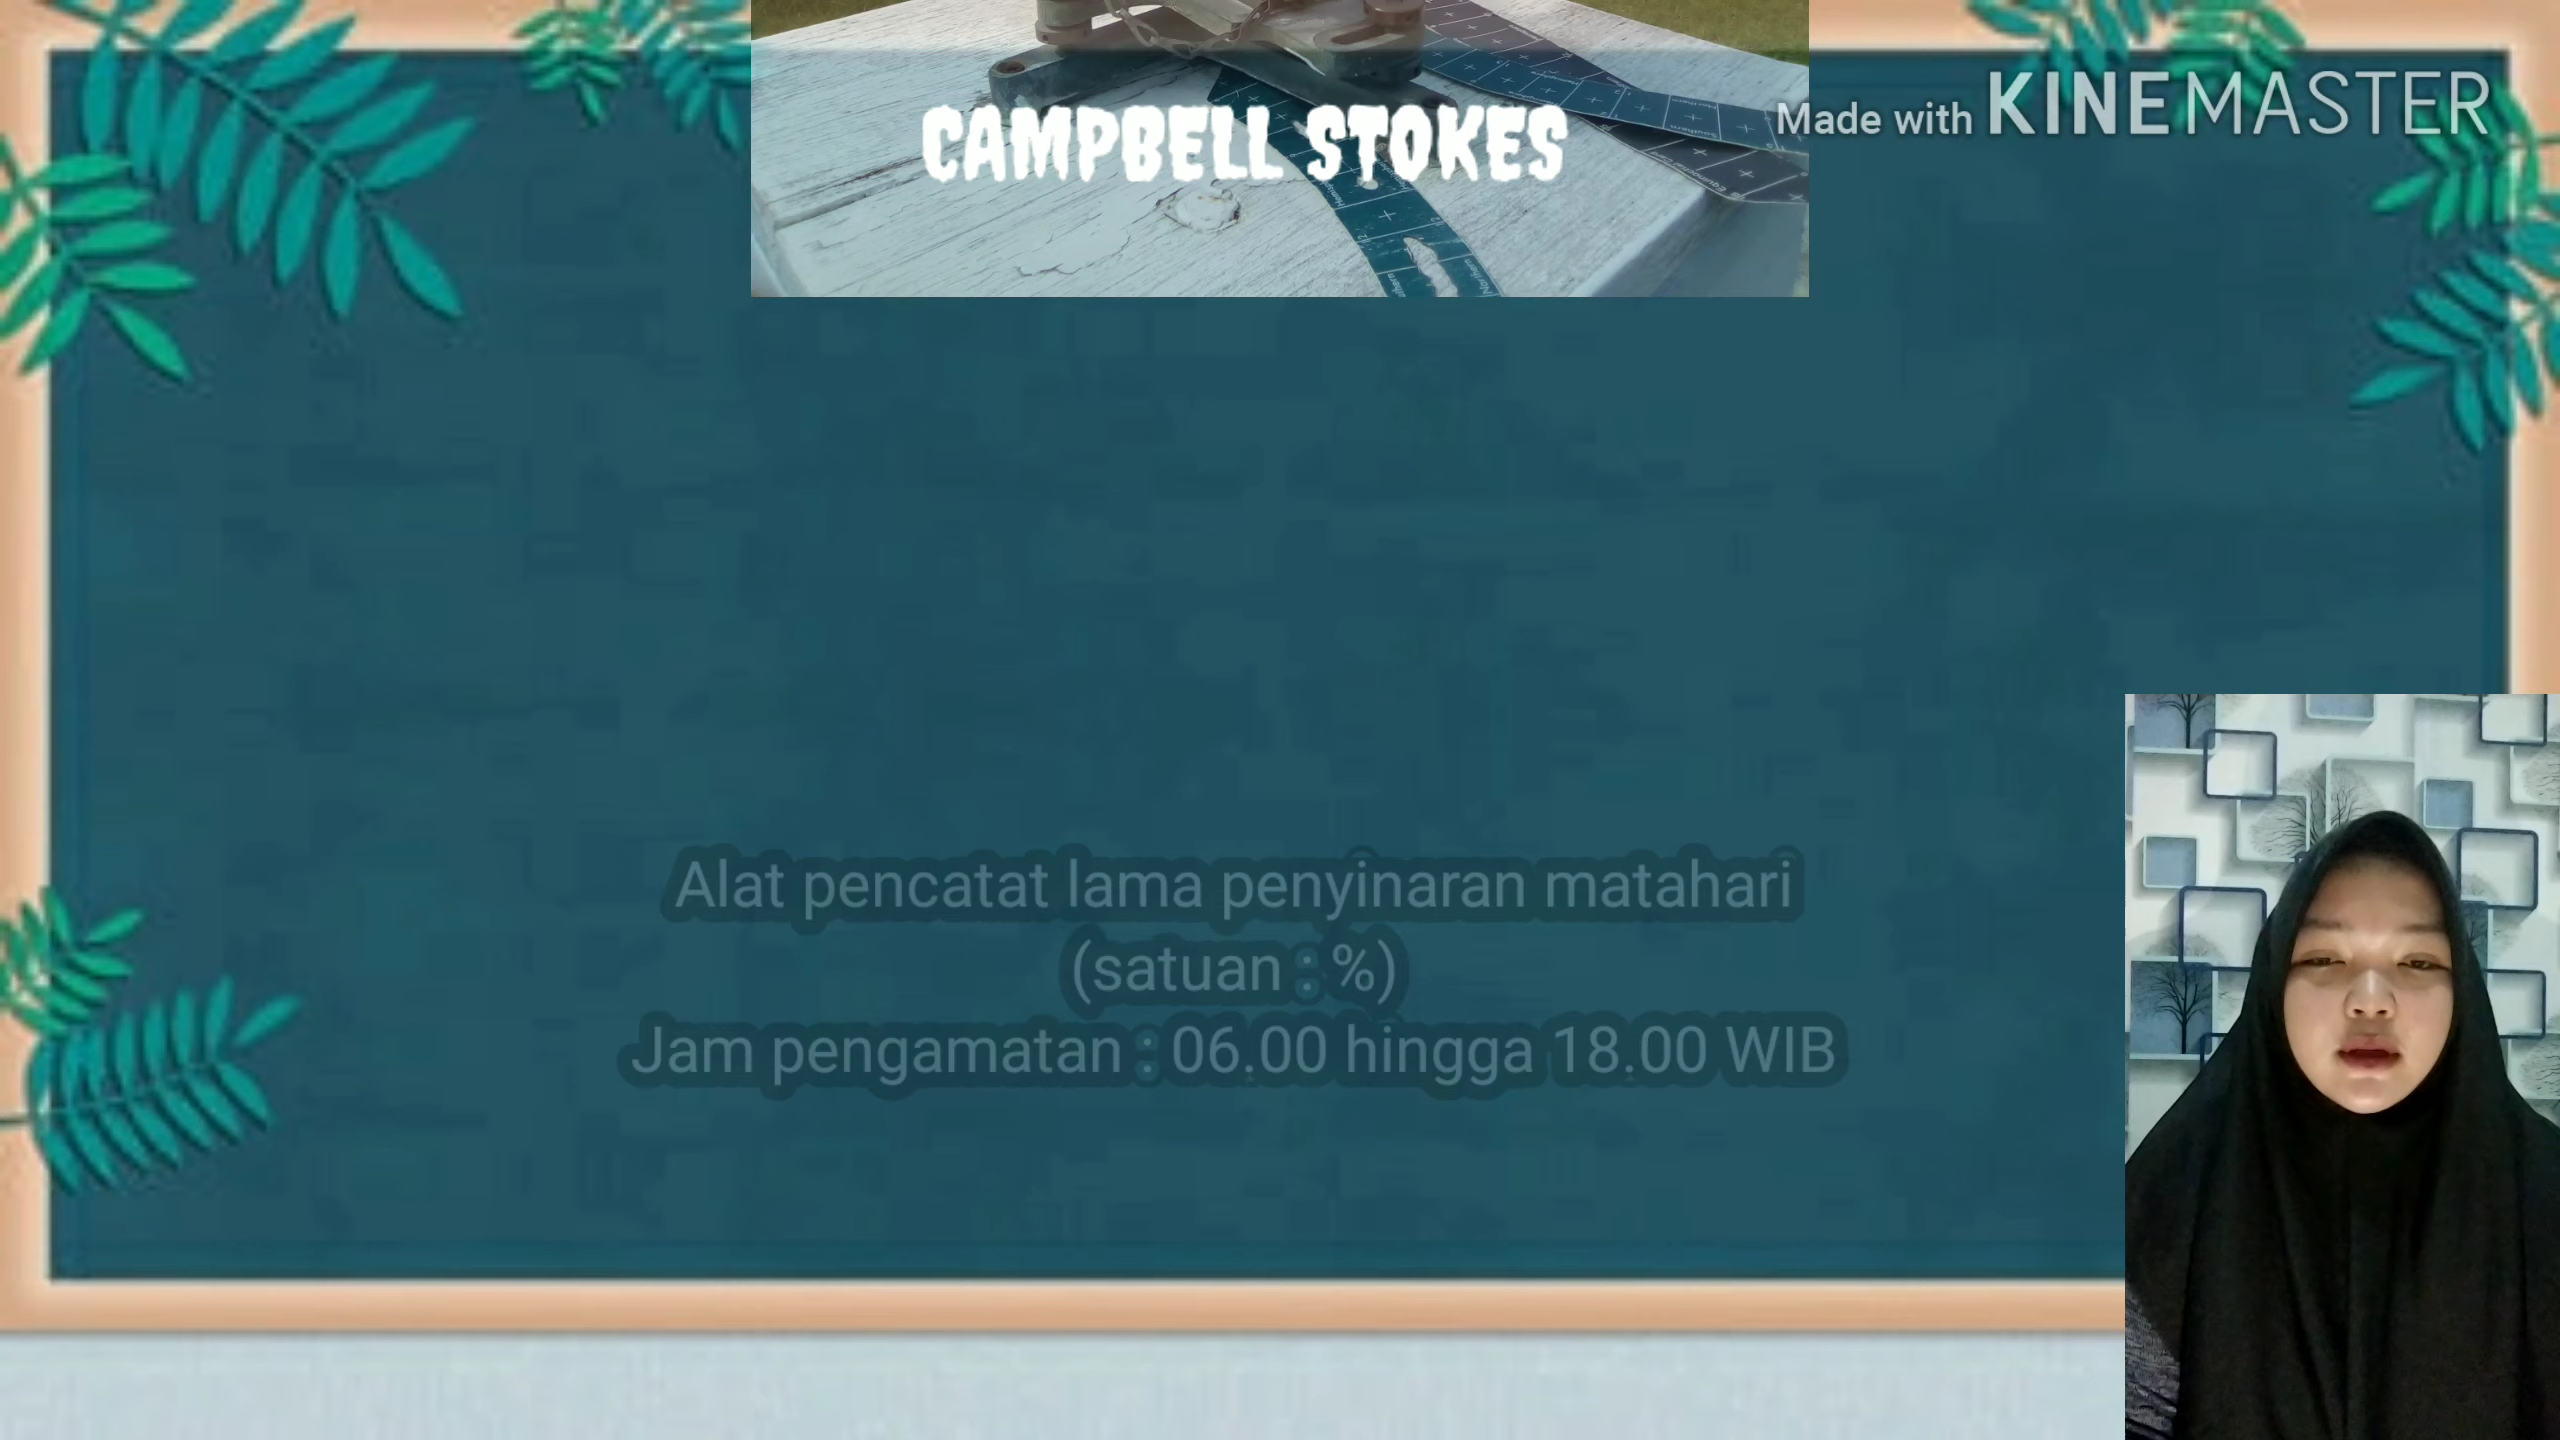 CAMPBELL STOKES
Made with KINEMASTER
Alat pencatat lama penyinaran matahari
(satuan : %)
Jam pengamatan : 06.00 hingga 18.00 WIB